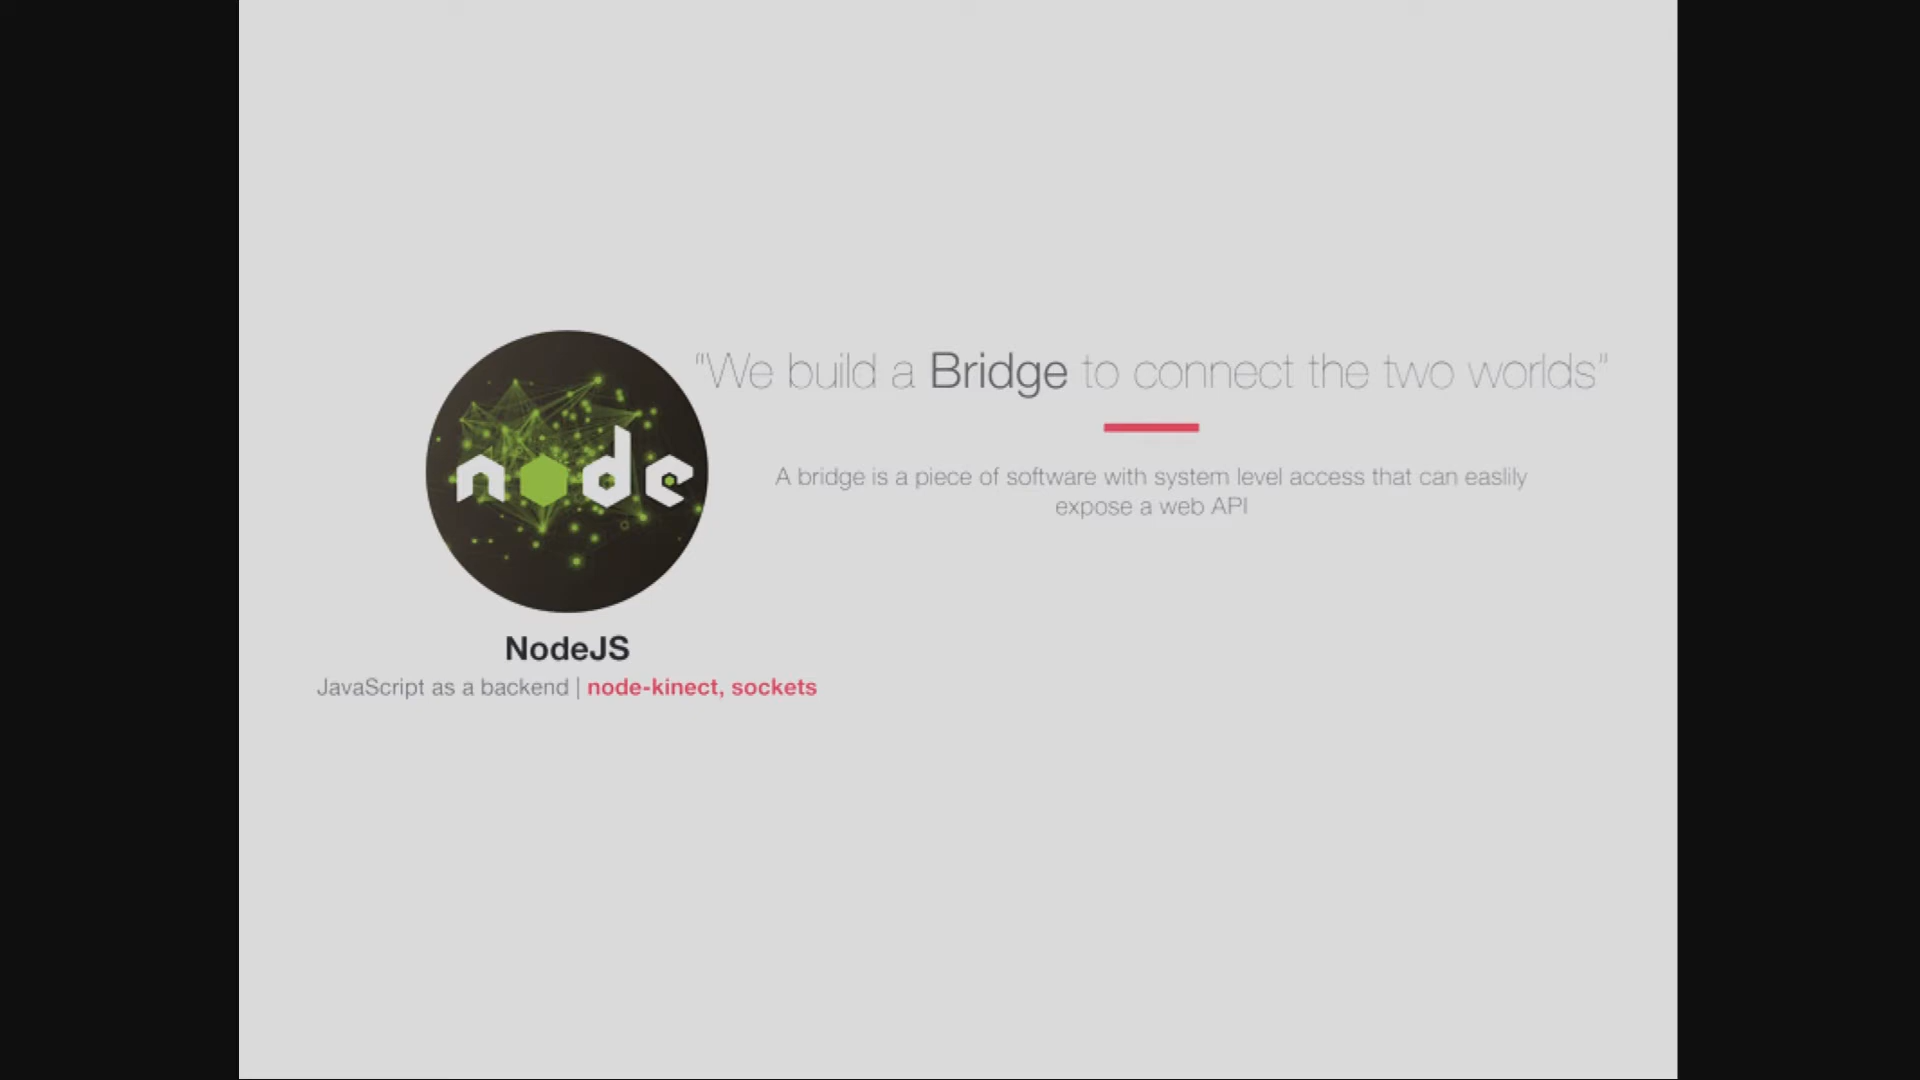 “We build a Bridge to connect the two worlds”
A bridge is a piece of software with system level access that can easlily
expose a web API
node
NodeJS
JavaScript as a backend | node-kinect, sockets